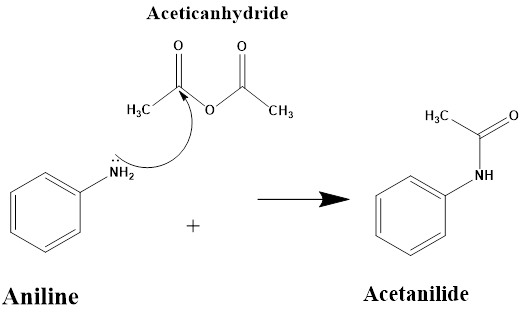 Aceticanhydride
O
O
H3C
O
CH3
H3C
O
NH2
NH
+
Aniline
Acetanilide